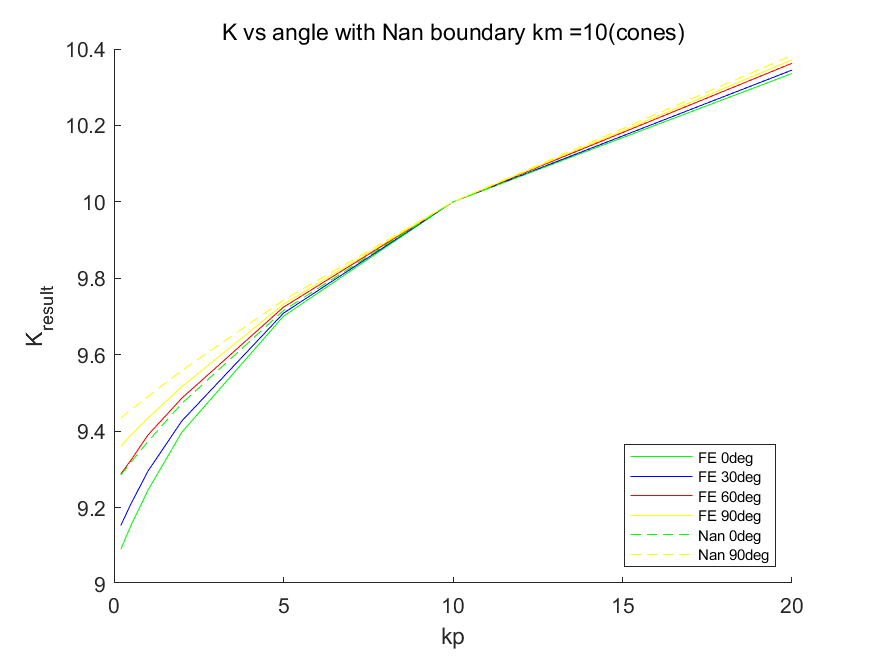 K vs angle with Nan boundary km =10(cones)
10.4
10.2
10
9.8
9.6
9.4
9.2
9
K_result
0
5
10
15
20
kp
FE 0deg
FE 30deg
FE 60deg
FE 90deg
Nan 0deg
Nan 90deg